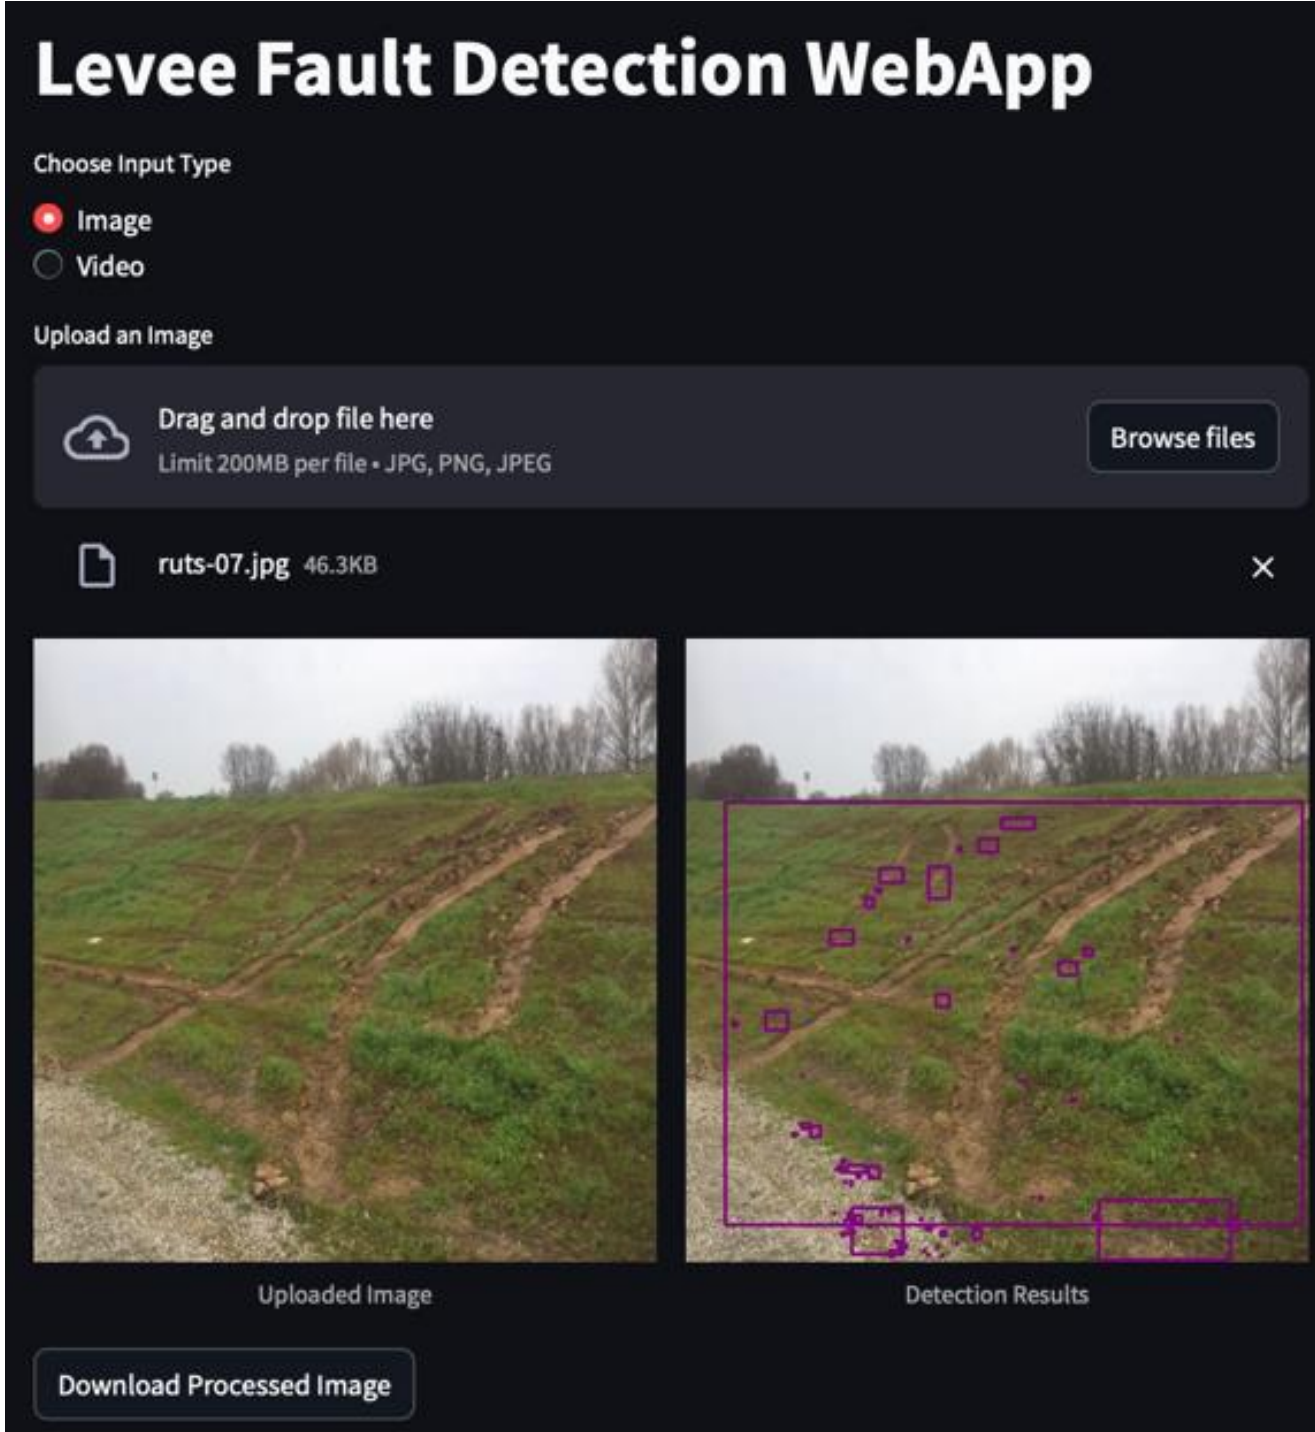 Levee Fault Detection WebApp
Choose Input Type
Image
Video
Upload an Image
Drag and drop file here
Limit 200MB per file • JPG, PNG, JPEG
Browse files
ruts-07.jpg 46.3KB
Uploaded Image
Detection Results
Download Processed Image